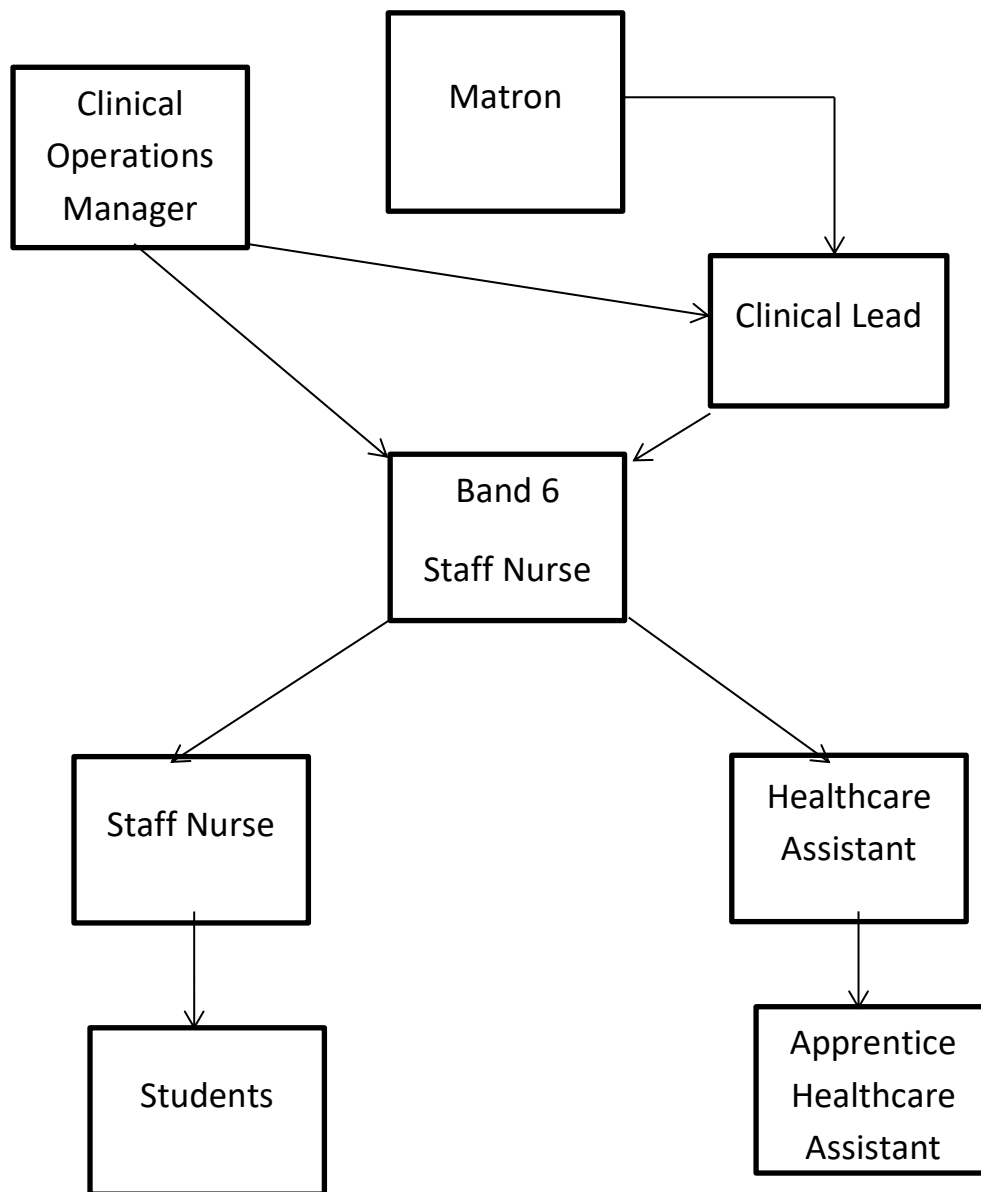 Clinical
Operations
Manager
Matron
Clinical Lead
Band 6
Staff Nurse
Staff Nurse
Healthcare
Assistant
Students
Apprentice
Healthcare
Assistant